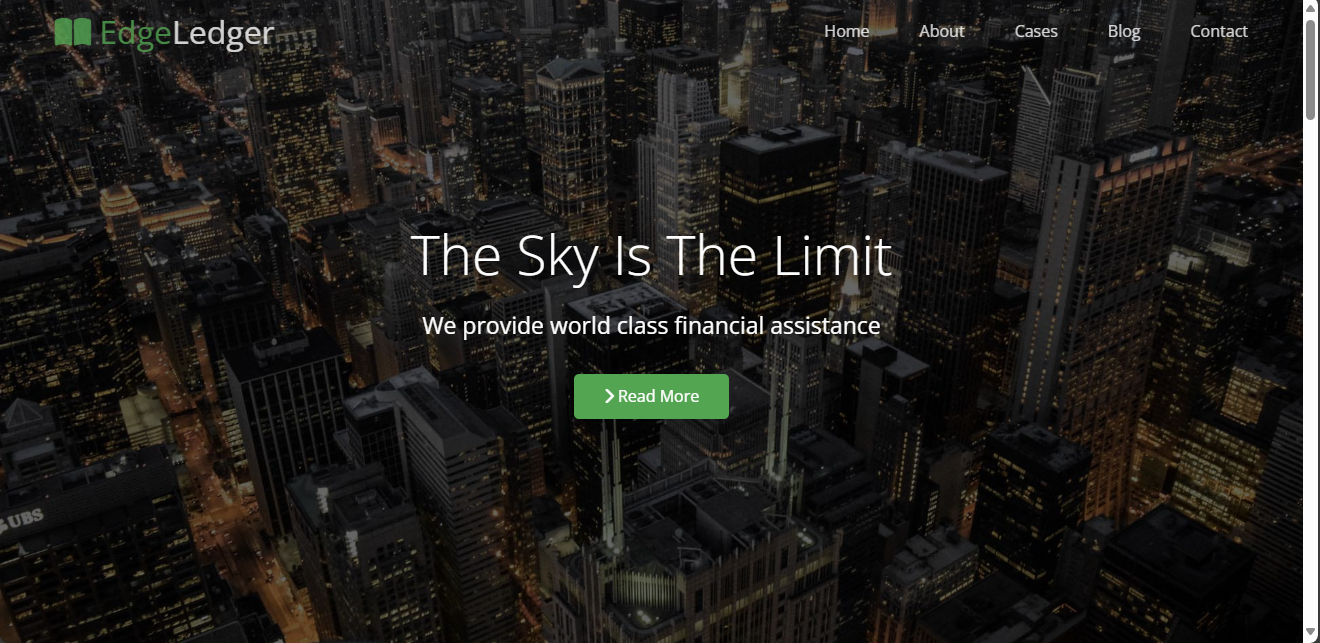 EdgeLedger
Home
About
Cases
Blog
Contact
The Sky Is The Limit
We provide world class financial assistance
Read More
UBS